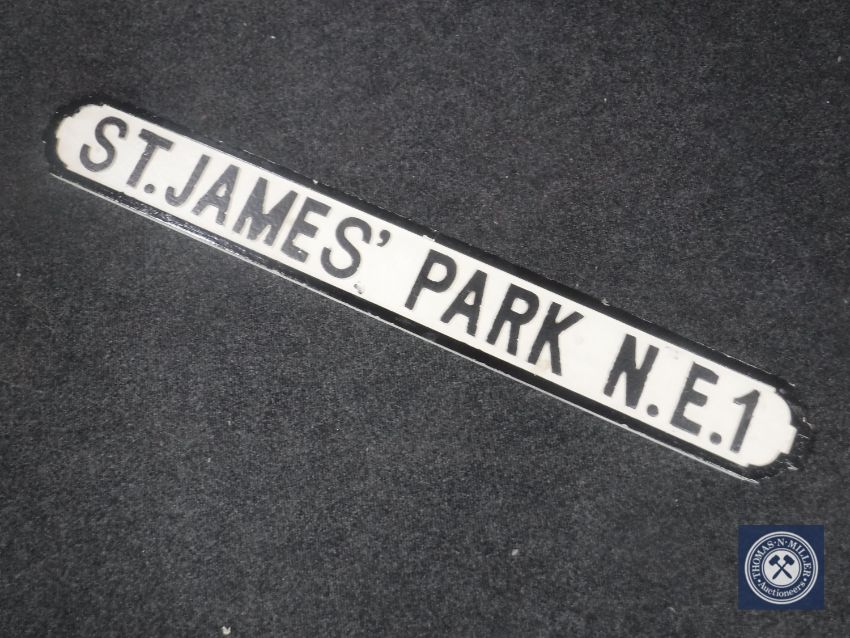 ST.JAMES' PARK N.E.1
THOMAS·N·MILLER
Auctioneers